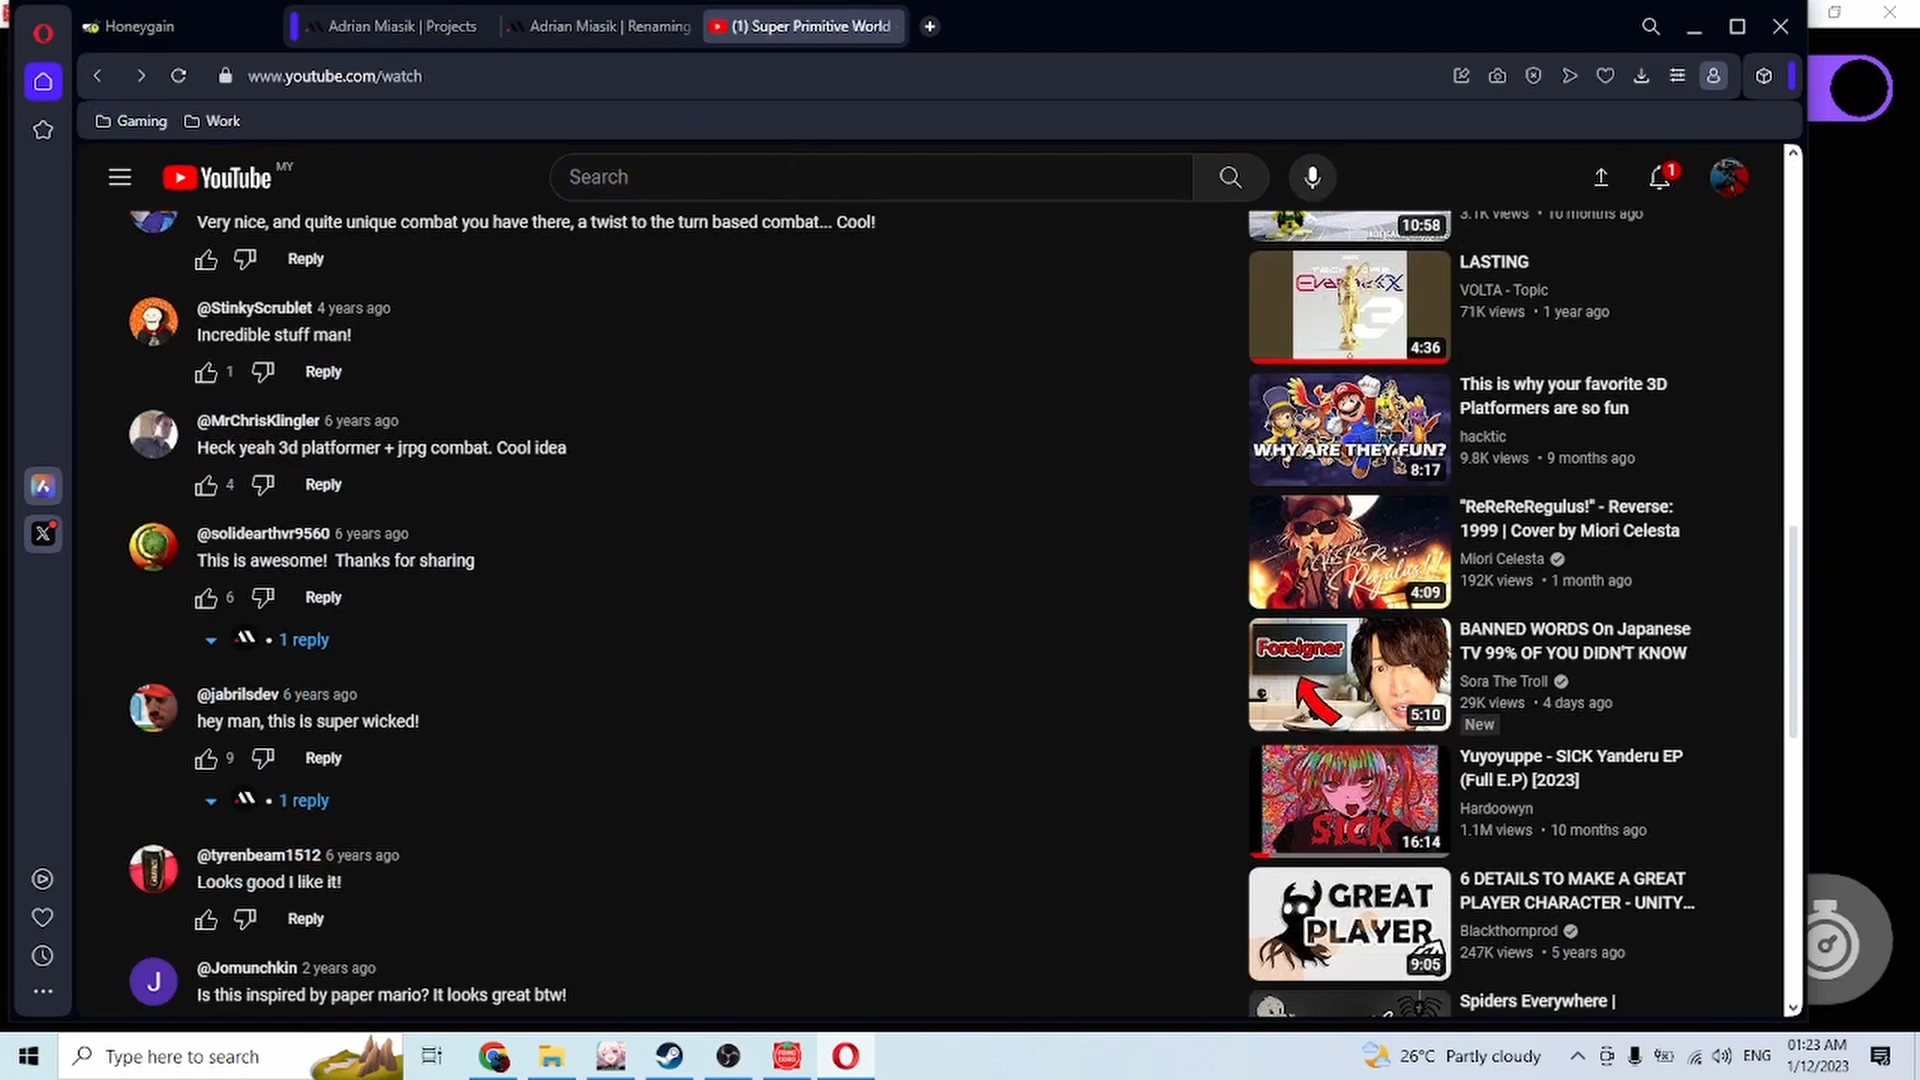 Honeygain
Adrian Miasik | Projects
Adrian Miasik | Renaming
(1) Super Primitive World
www.youtube.com/watch
Gaming
Work
YouTube
MY
Search
1
Very nice, and quite unique combat you have there, a twist to the turn based combat... Cool!
Reply
@StinkyScrublet 4 years ago
Incredible stuff man!
1
Reply
@MrChrisKlingler 6 years ago
Heck yeah 3d platformer + jrpg combat. Cool idea
4
Reply
@solidearthvr9560 6 years ago
This is awesome! Thanks for sharing
6
Reply
• 1 reply
@jabrilsdev 6 years ago
hey man, this is super wicked!
9
Reply
• 1 reply
@tyrenbeam1512 6 years ago
Looks good I like it!
Reply
J
@Jomunchkin 2 years ago
Is this inspired by paper mario? It looks great btw!
10:58
3.1K views • 10 months ago
3
4:36
LASTING
VOLTA - Topic
71K views • 1 year ago
WHY ARE THEY FUN?
8:17
This is why your favorite 3D
Platformers are so fun
hacktic
9.8K views • 9 months ago
ReReRe
Regulus!!
4:09
"ReReReRegulus!" - Reverse:
1999 | Cover by Miori Celesta
Miori Celesta
192K views • 1 month ago
Foreigner
5:10
BANNED WORDS On Japanese
TV 99% OF YOU DIDN'T KNOW
Sora The Troll
29K views • 4 days ago
New
SICK
16:14
Yuyoyuppe - SICK Yanderu EP
(Full E.P) [2023]
Hardoowyn
1.1M views • 10 months ago
GREAT
PLAYER
9:05
6 DETAILS TO MAKE A GREAT
PLAYER CHARACTER - UNITY...
Blackthornprod
247K views • 5 years ago
Spiders Everywhere |
Type here to search
26°C Partly cloudy
ENG
01:23 AM
1/12/2023